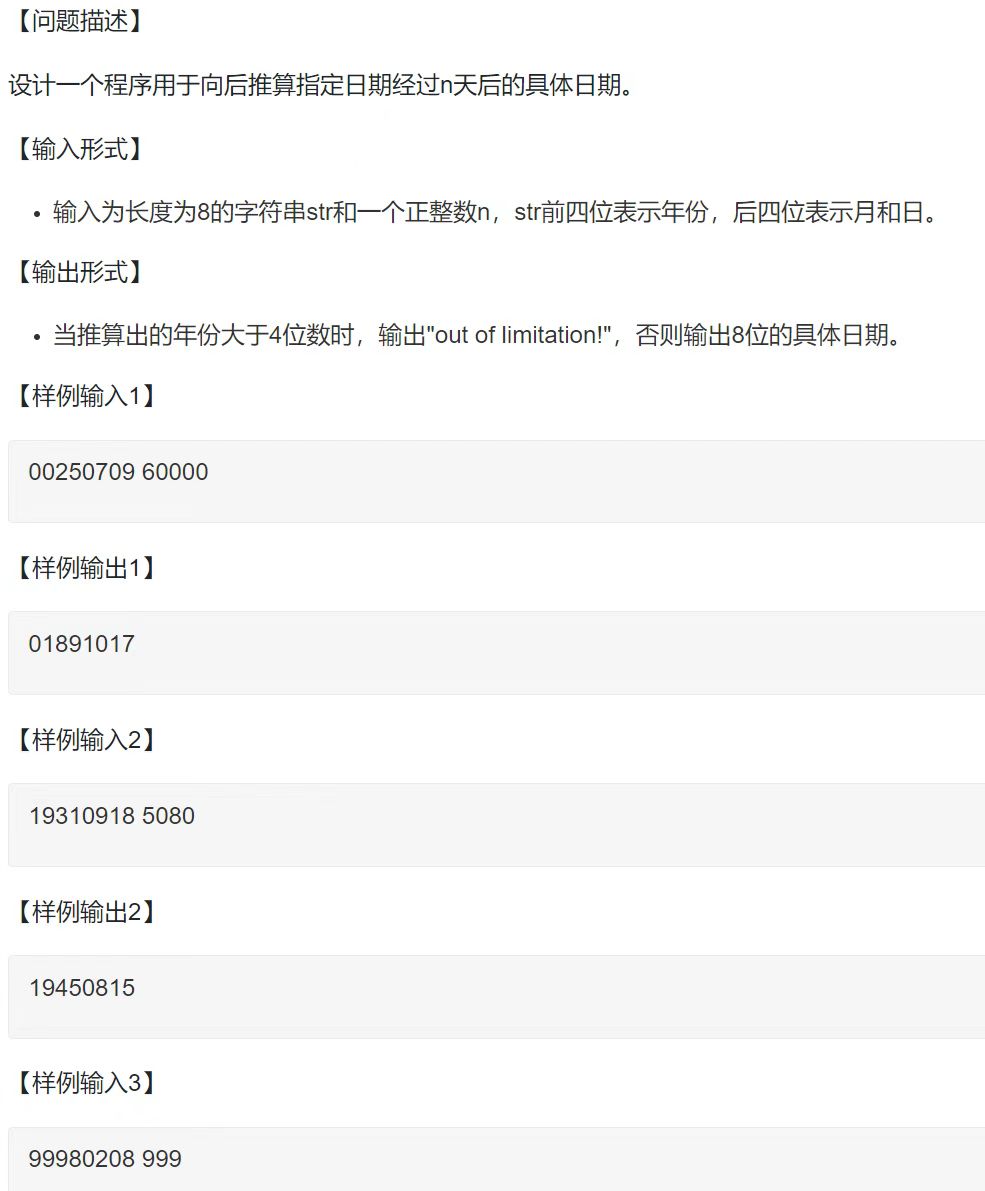 【问题描述】
设计一个程序用于向后推算指定日期经过n天后的具体日期。
【输入形式】
• 输入为长度为8的字符串str和一个正整数n，str前四位表示年份，后四位表示月和日。
【输出形式】
• 当推算出的年份大于4位数时，输出"out of limitation!"，否则输出8位的具体日期。
【样例输入1】
00250709 60000
【样例输出1】
01891017
【样例输入2】
19310918 5080
【样例输出2】
19450815
【样例输入3】
99980208 999